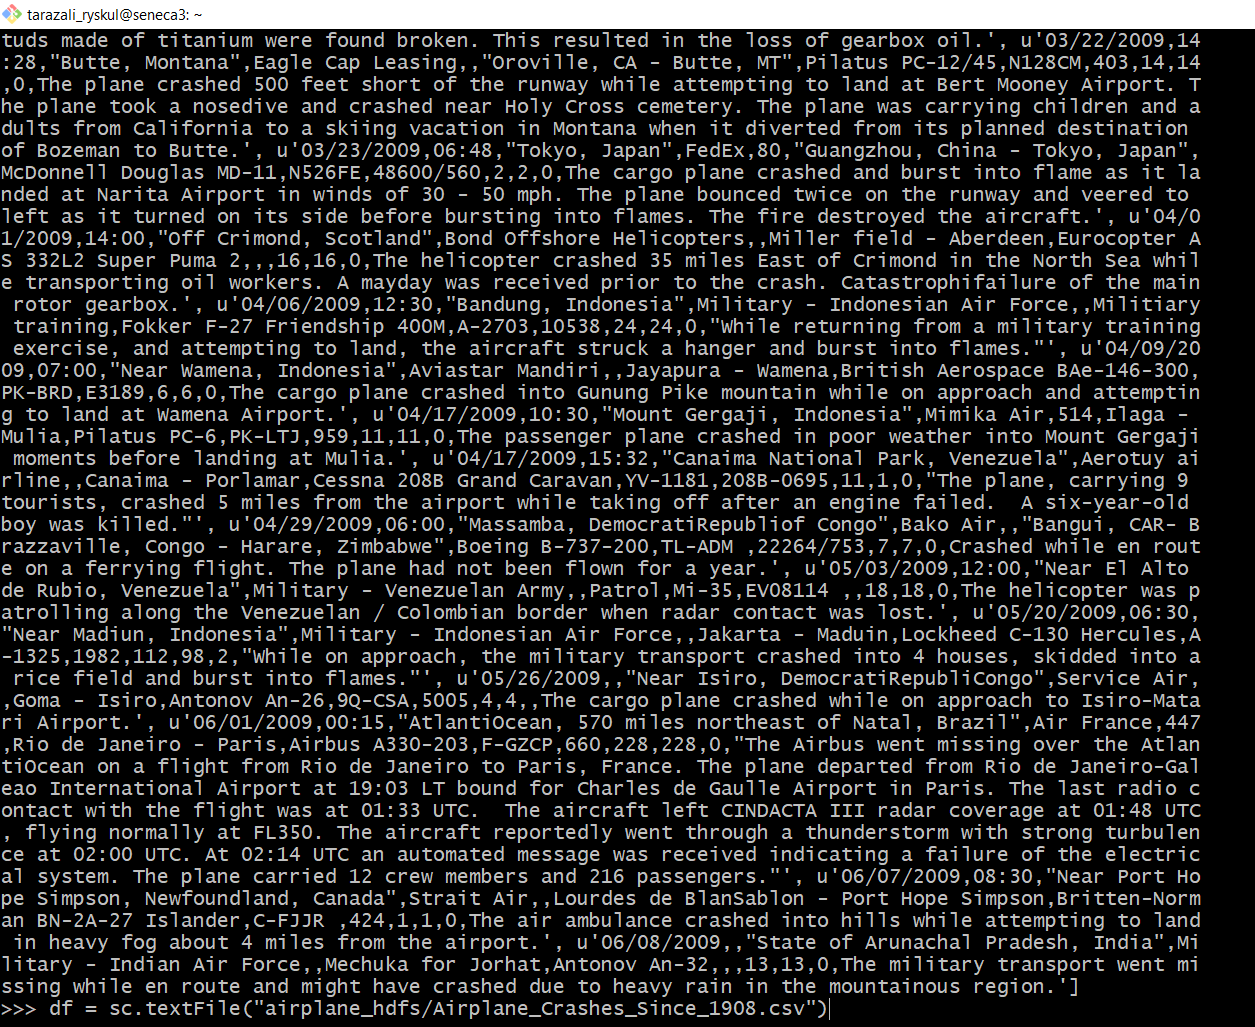 tarazali_ryskul@seneca3: ~
tuds made of titanium were found broken. This resulted in the loss of gearbox oil.', u'03/22/2009,14
:28,"Butte, Montana",Eagle Cap Leasing,,"Oroville, CA - Butte, MT",Pilatus PC-12/45,N128CM,403,14,14
,0,The plane crashed 500 feet short of the runway while attempting to land at Bert Mooney Airport. T
he plane took a nosedive and crashed near Holy Cross cemetery. The plane was carrying children and a
dults from California to a skiing vacation in Montana when it diverted from its planned destination
of Bozeman to Butte.', u'03/23/2009,06:48,"Tokyo, Japan",FedEx,80,"Guangzhou, China - Tokyo, Japan",
McDonnell Douglas MD-11,N526FE,48600/560,2,2,0,The cargo plane crashed and burst into flame as it la
nded at Narita Airport in winds of 30 - 50 mph. The plane bounced twice on the runway and veered to
left as it turned on its side before bursting into flames. The fire destroyed the aircraft.', u'04/0
1/2009,14:00,"Off Crimond, Scotland",Bond Offshore Helicopters,,Miller field - Aberdeen,Eurocopter A
S 332L2 Super Puma 2,,,16,16,0,The helicopter crashed 35 miles East of Crimond in the North Sea whil
e transporting oil workers. A mayday was received prior to the crash. Catastrophifailure of the main
 rotor gearbox.', u'04/06/2009,12:30,"Bandung, Indonesia",Military - Indonesian Air Force,,Militiary
 training,Fokker F-27 Friendship 400M,A-2703,10538,24,24,0,"While returning from a military training
 exercise, and attempting to land, the aircraft struck a hanger and burst into flames."', u'04/09/20
09,07:00,"Near Wamena, Indonesia",Aviastar Mandiri,,Jayapura - Wamena,British Aerospace BAe-146-300,
PK-BRD,E3189,6,6,0,The cargo plane crashed into Gunung Pike mountain while on approach and attemptin
g to land at Wamena Airport.', u'04/17/2009,10:30,"Mount Gergaji, Indonesia",Mimika Air,514,Ilaga -
Mulia,Pilatus PC-6,PK-LTJ,959,11,11,0,The passenger plane crashed in poor weather into Mount Gergaji
 moments before landing at Mulia.', u'04/17/2009,15:32,"Canaima National Park, Venezuela",Aerotuy ai
rline,,Canaima - Porlamar,Cessna 208B Grand Caravan,YV-1181,208B-0695,11,1,0,"The plane, carrying 9
tourists, crashed 5 miles from the airport while taking off after an engine failed.  A six-year-old
boy was killed."', u'04/29/2009,06:00,"Massamba, DemocratiRepubliof Congo",Bako Air,,"Bangui, CAR- B
razzaville, Congo - Harare, Zimbabwe",Boeing B-737-200,TL-ADM ,22264/753,7,7,0,Crashed while en rout
e on a ferrying flight. The plane had not been flown for a year.', u'05/03/2009,12:00,"Near El Alto
de Rubio, Venezuela",Military - Venezuelan Army,,Patrol,Mi-35,EV08114 ,,18,18,0,The helicopter was p
atrolling along the Venezuelan / Colombian border when radar contact was lost.', u'05/20/2009,06:30,
"Near Madiun, Indonesia",Military - Indonesian Air Force,,Jakarta - Maduin,Lockheed C-130 Hercules,A
-1325,1982,112,98,2,"While on approach, the military transport crashed into 4 houses, skidded into a
 rice field and burst into flames."', u'05/26/2009,,"Near Isiro, DemocratiRepubliCongo",Service Air,
,Goma - Isiro,Antonov An-26,9Q-CSA,5005,4,4,,The cargo plane crashed while on approach to Isiro-Mata
ri Airport.', u'06/01/2009,00:15,"AtlantiOcean, 570 miles northeast of Natal, Brazil",Air France,447
,Rio de Janeiro - Paris,Airbus A330-203,F-GZCP,660,228,228,0,"The Airbus went missing over the Atlan
tiOcean on a flight from Rio de Janeiro to Paris, France. The plane departed from Rio de Janeiro-Gal
eao International Airport at 19:03 LT bound for Charles de Gaulle Airport in Paris. The last radio c
ontact with the flight was at 01:33 UTC.  The aircraft left CINDACTA III radar coverage at 01:48 UTC
, flying normally at FL350. The aircraft reportedly went through a thunderstorm with strong turbulen
ce at 02:00 UTC. At 02:14 UTC an automated message was received indicating a failure of the electric
al system. The plane carried 12 crew members and 216 passengers."', u'06/07/2009,08:30,"Near Port Ho
pe Simpson, Newfoundland, Canada",Strait Air,,Lourdes de BlanSablon - Port Hope Simpson,Britten-Norm
an BN-2A-27 Islander,C-FJJR ,424,1,1,0,The air ambulance crashed into hills while attempting to land
 in heavy fog about 4 miles from the airport.', u'06/08/2009,,"State of Arunachal Pradesh, India",Mi
litary - Indian Air Force,,Mechuka for Jorhat,Antonov An-32,,,13,13,0,The military transport went mi
ssing while en route and might have crashed due to heavy rain in the mountainous region.']
>>> df = sc.textFile("airplane_hdfs/Airplane_Crashes_Since_1908.csv")